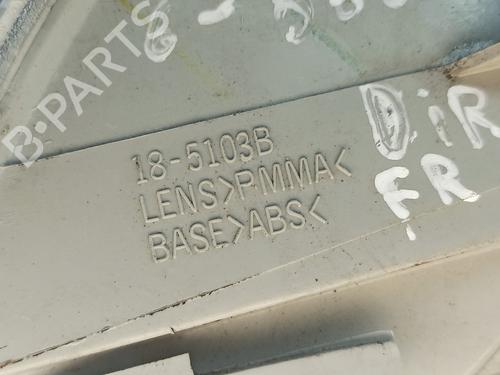 B-PARTS
18-5103B
LENS>PMMA<
BASE>ABS<
DiR
FR